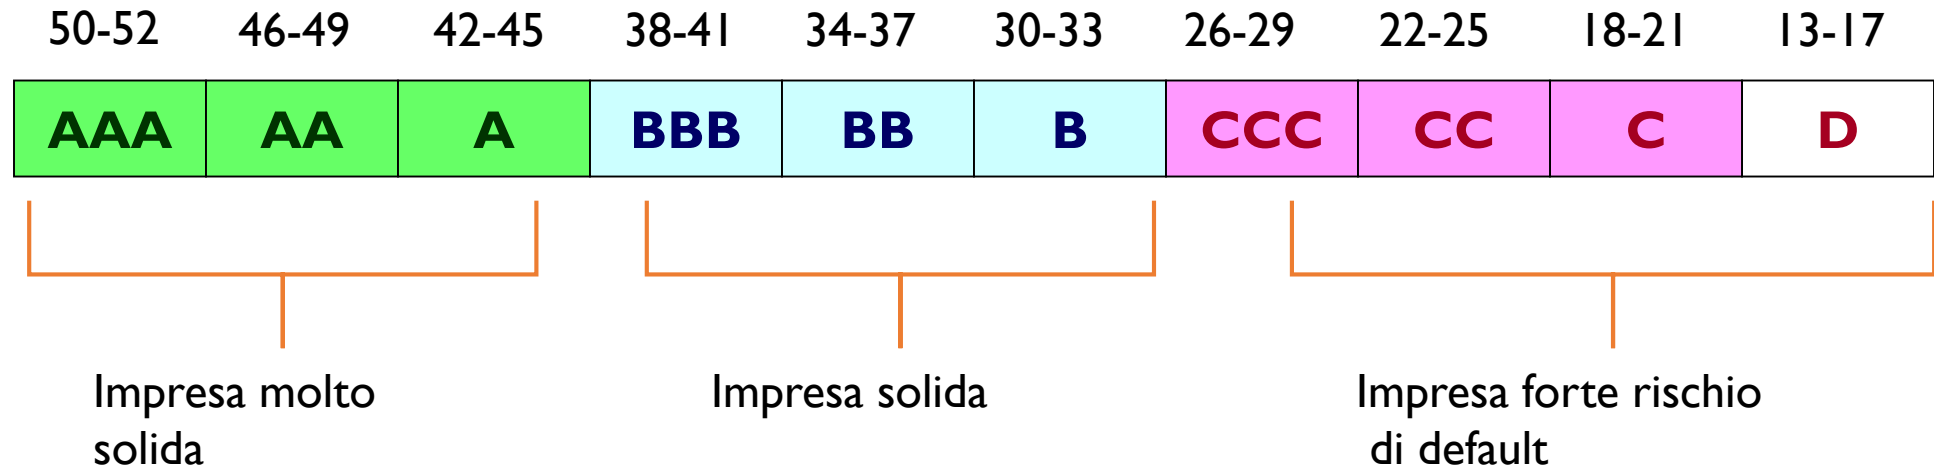 50-52 46-49 42-45 38-41 34-37 30-33 26-29 22-25 18-21 13-17
AAA AA A BBB BB B CCC CC C D
Impresa molto solida
Impresa solida
Impresa forte rischio
di default